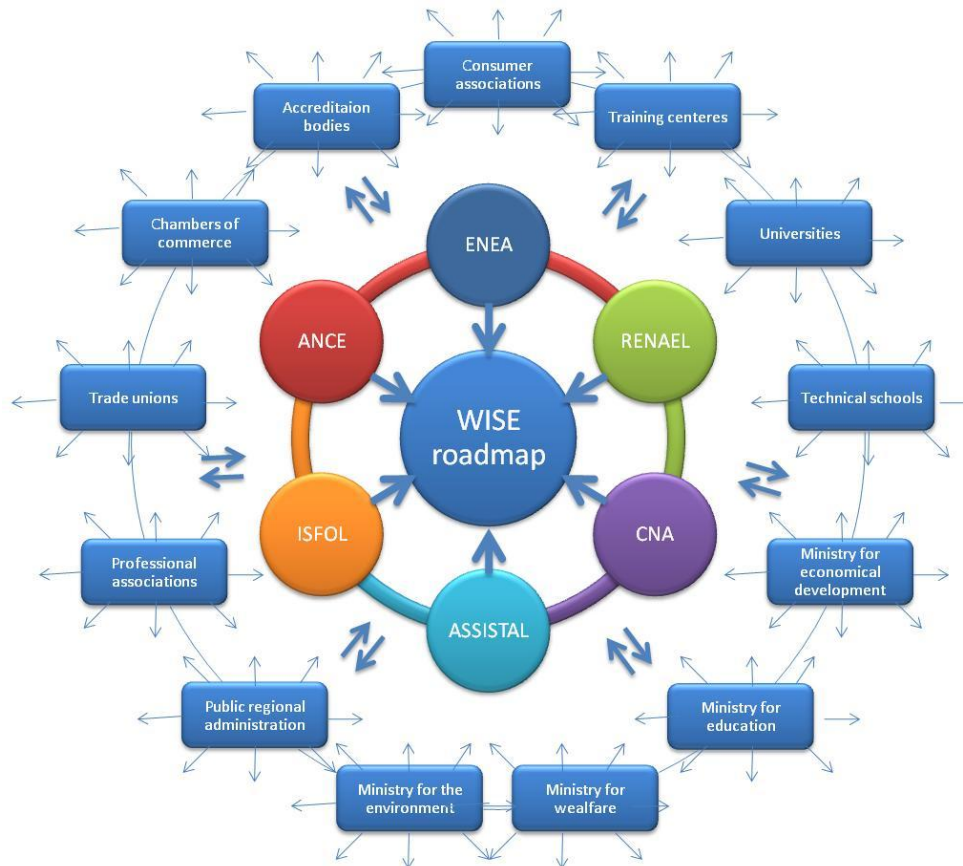 Consumer
associations
Accreditaion
bodies
Training centeres
Chambers of
commerce
Universities
ENEA
ANCE
RENAEL
Trade unions
WISE
roadmap
Technical schools
ISFOL
CNA
Professional
associations
Ministry for
economical
development
ASSISTAL
Public regional
administration
Ministry for
education
Ministry for the
environment
Ministry for
wealfare